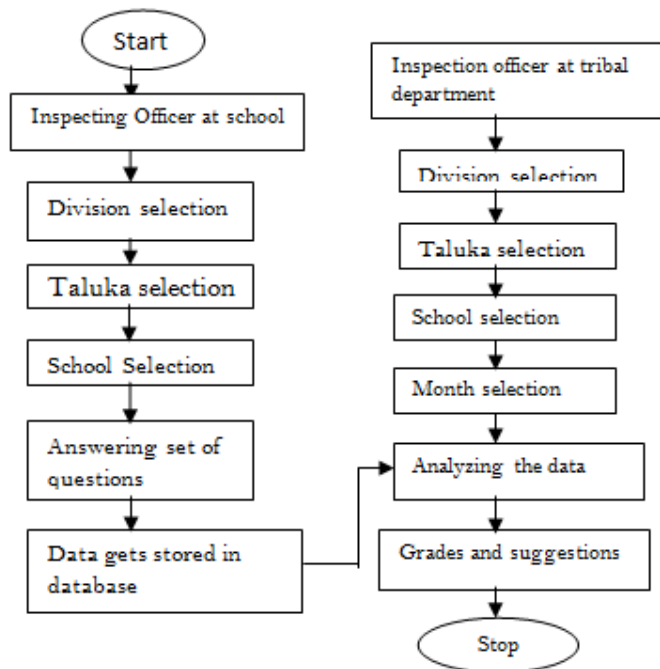 Start
Inspecting Officer at school
Division selection
Taluka selection
School Selection
Answering set of
questions
Data gets stored in
database
Inspection officer at tribal
department
Division selection
Taluka selection
School selection
Month selection
Analyzing the data
Grades and suggestions
Stop